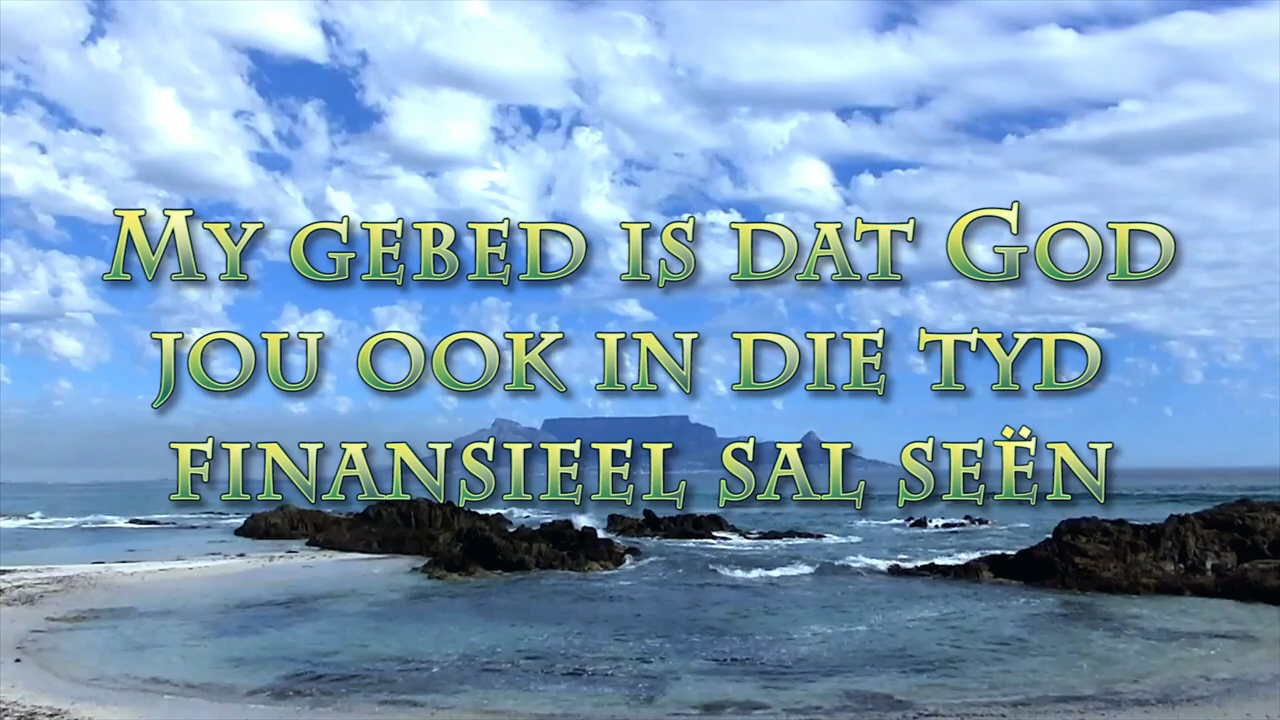 My gebed is dat God
jou ook in die tyd
finansieel sal seën